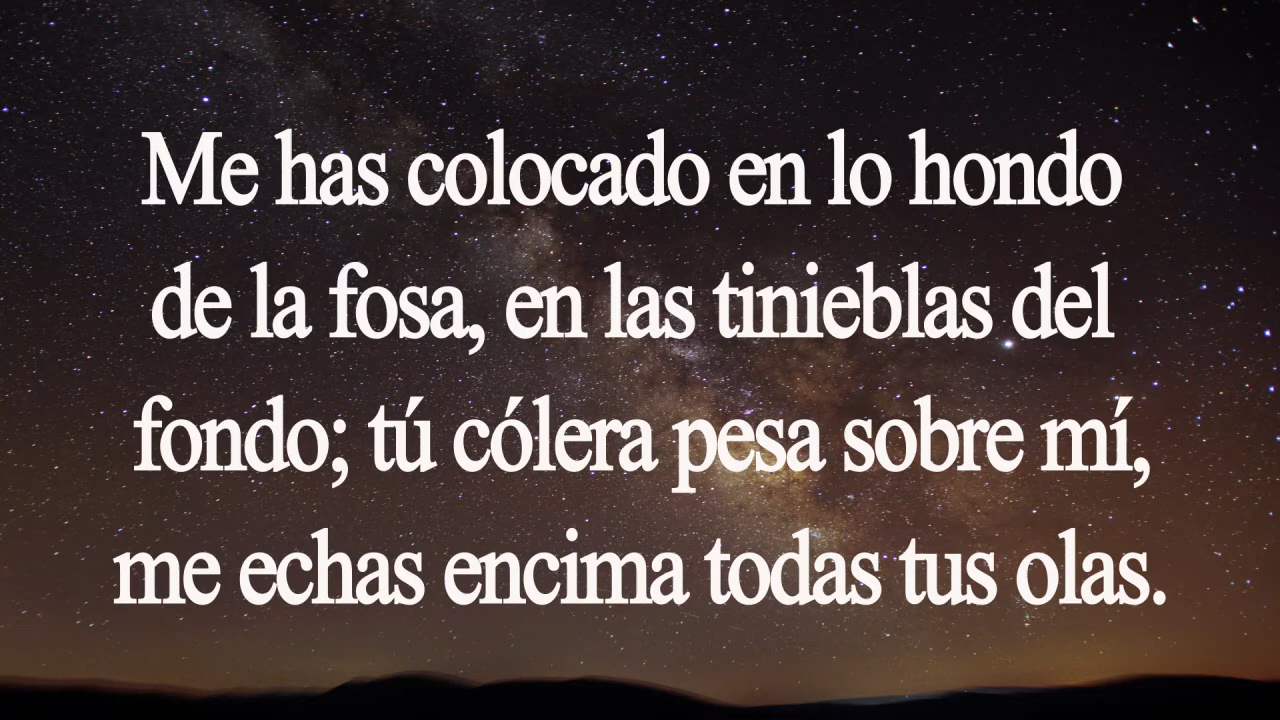 Me has colocado en lo hondo
de la fosa, en las tinieblas del
fondo; tú cólera pesa sobre mí,
me echas encima todas tus olas.